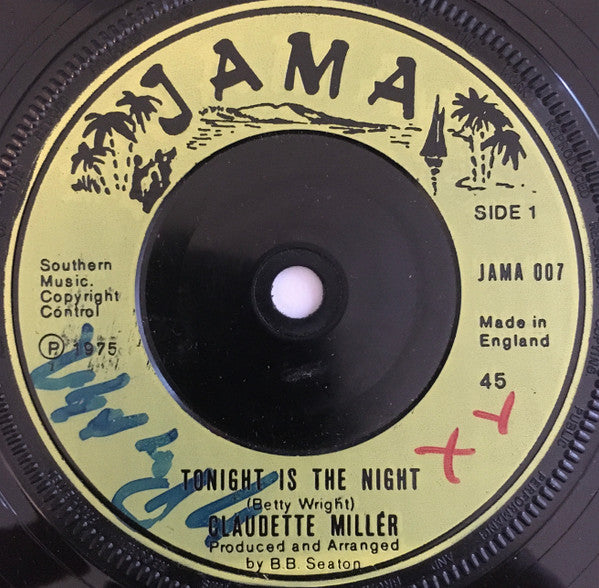 JAMA
SIDE 1
JAMA 007
Southern
Music.
Copyright
Control
Ⓟ 1975
Made in
England
45
TONIGHT IS THE NIGHT
(Betty Wright)
CLAUDETTE MILLER
Produced and Arranged
by B.B. Seaton